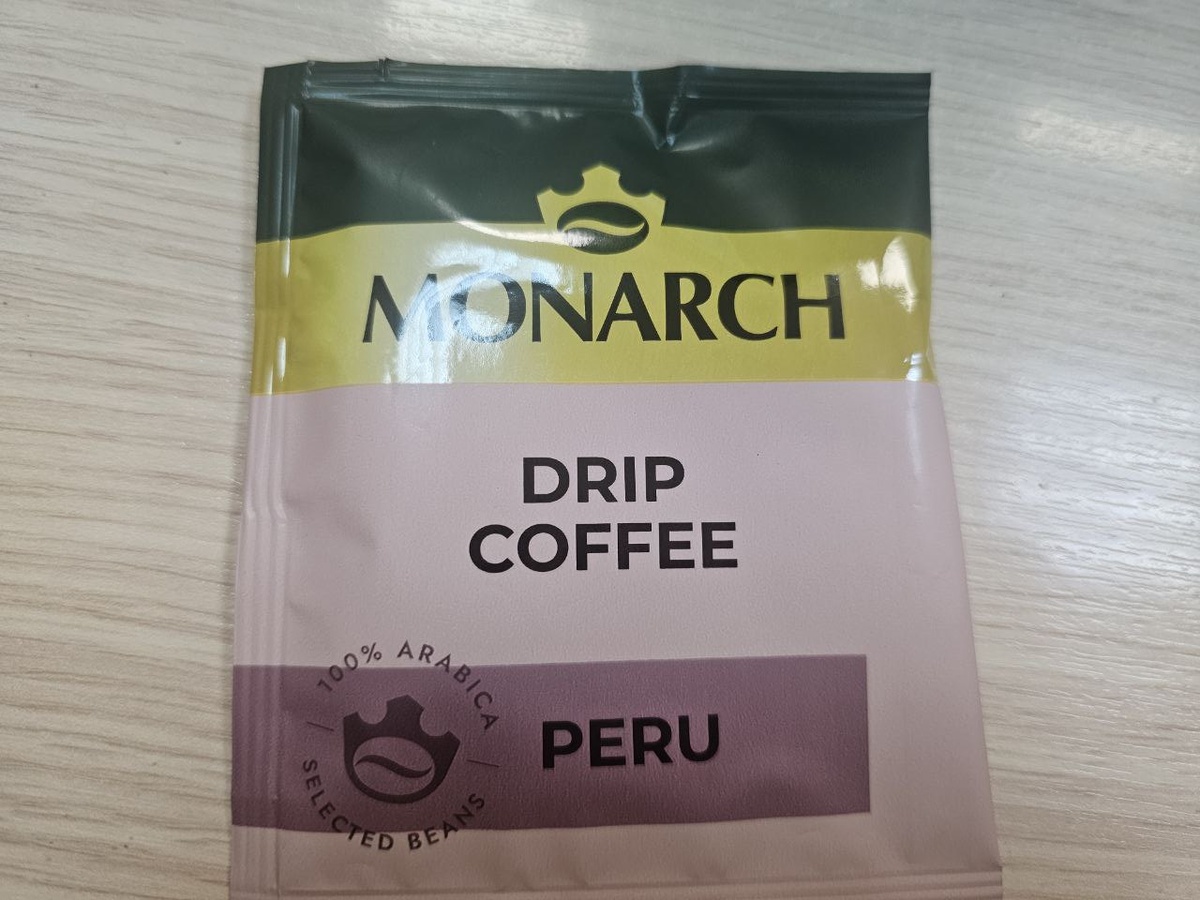 MONARCH
DRIP
COFFEE
100% ARABICA
PERU
SELECTED BEANS